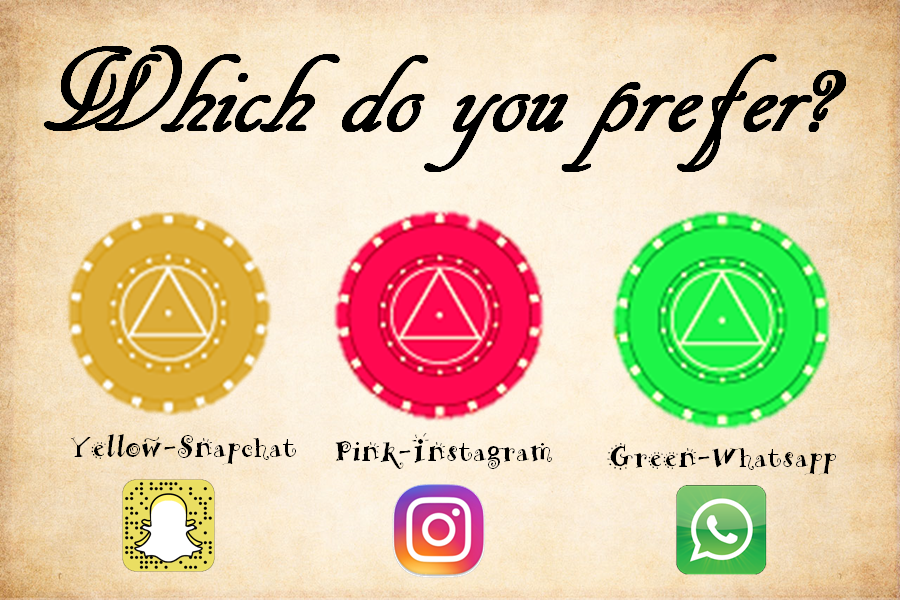 Which do you prefer?
Yellow-Snapchat
Pink-Instagram
Green-Whatsapp